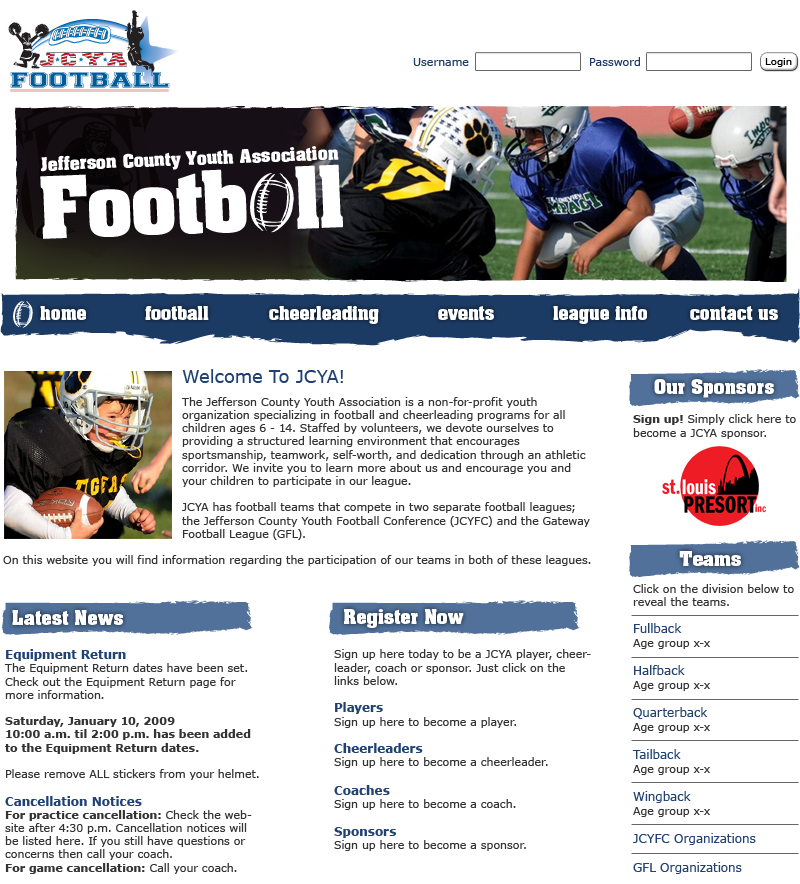 J.C.Y.A
FOOTBALL
Username
Password
Login
Jefferson County Youth Association
Football
17
IMPACT
home
football
cheerleading
events
league info
contact us
TIGERS
Welcome To JCYA!
The Jefferson County Youth Association is a non-for-profit youth
organization specializing in football and cheerleading programs for all
children ages 6 - 14. Staffed by volunteers, we devote ourselves to
providing a structured learning environment that encourages
sportsmanship, teamwork, self-worth, and dedication through an athletic
corridor. We invite you to learn more about us and encourage you and
your children to participate in our league.
JCYA has football teams that compete in two separate football leagues;
the Jefferson County Youth Football Conference (JCYFC) and the Gateway
Football League (GFL).
On this website you will find information regarding the participation of our teams in both of these leagues.
Latest News
Equipment Return
The Equipment Return dates have been set.
Check out the Equipment Return page for
more information.
Saturday, January 10, 2009
10:00 a.m. til 2:00 p.m. has been added
to the Equipment Return dates.
Please remove ALL stickers from your helmet.
Cancellation Notices
For practice cancellation: Check the web-
site after 4:30 p.m. Cancellation notices will
be listed here. If you still have questions or
concerns then call your coach.
For game cancellation: Call your coach.
Register Now
Sign up here today to be a JCYA player, cheer-
leader, coach or sponsor. Just click on the
links below.
Players
Sign up here to become a player.
Cheerleaders
Sign up here to become a cheerleader.
Coaches
Sign up here to become a coach.
Sponsors
Sign up here to become a sponsor.
Our Sponsors
Sign up! Simply click here to
become a JCYA sponsor.
st.louis
PRESORT inc
Teams
Click on the division below to
reveal the teams.
Fullback
Age group x-x
Halfback
Age group x-x
Quarterback
Age group x-x
Tailback
Age group x-x
Wingback
Age group x-x
JCYFC Organizations
GFL Organizations